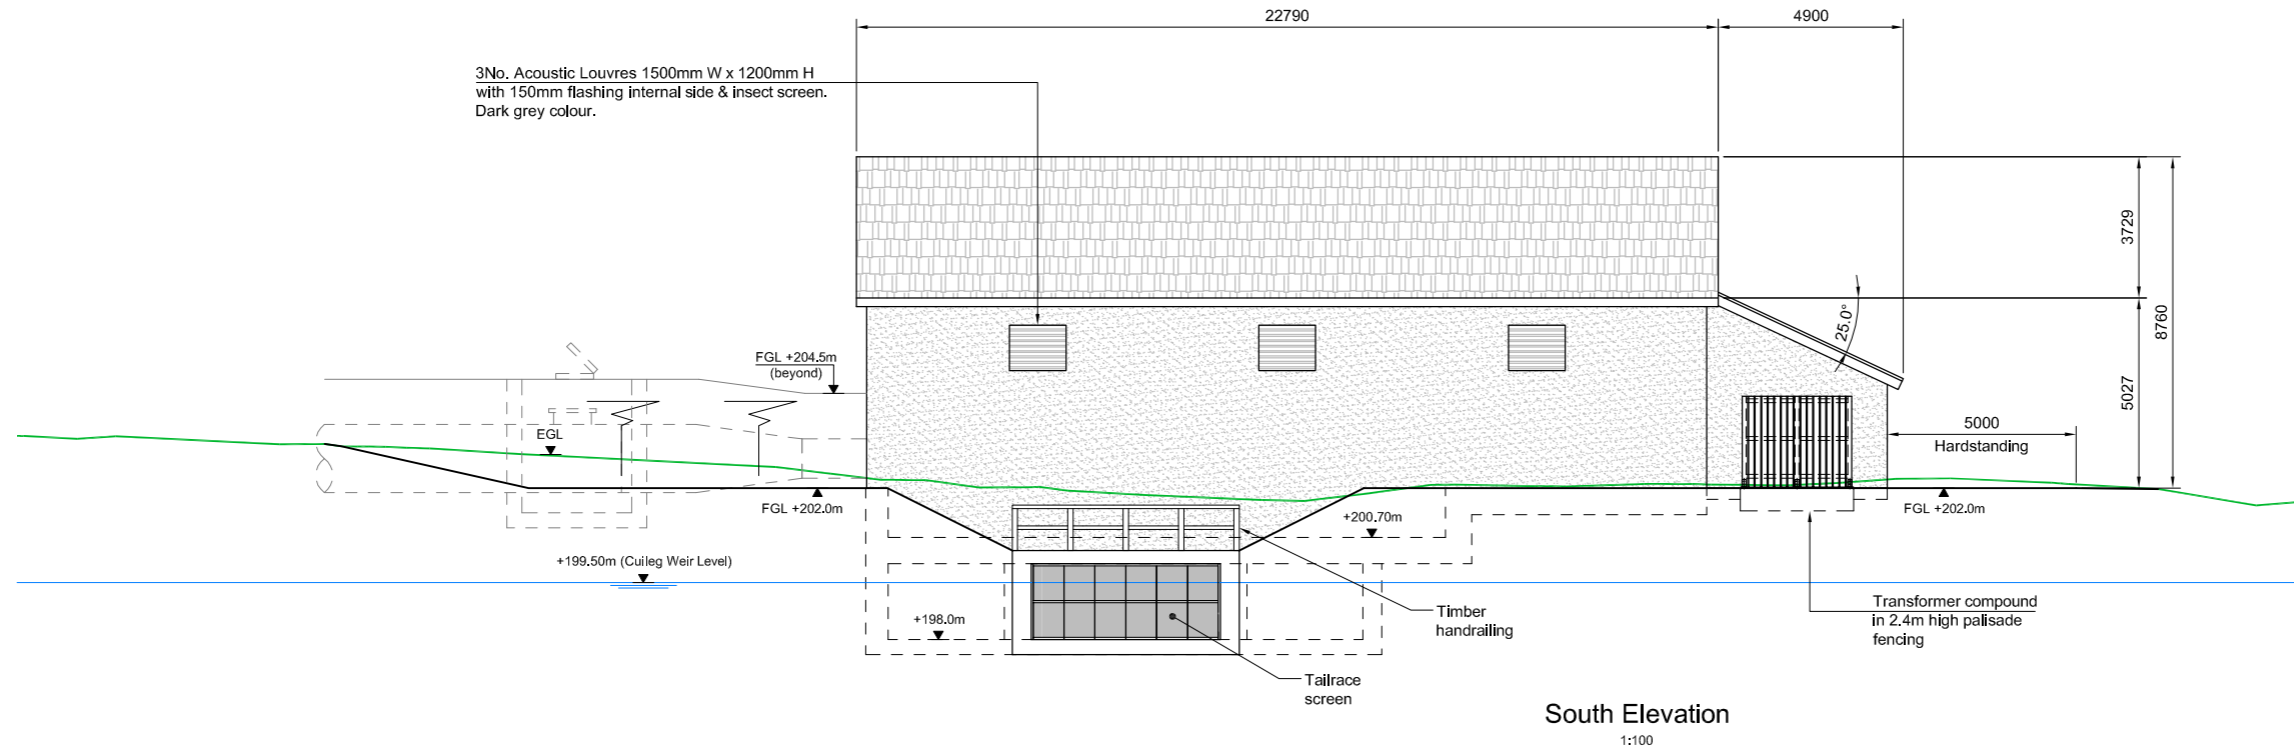 22790
4900
3No. Acoustic Louvres 1500mm W x 1200mm H
with 150mm flashing internal side & insect screen.
Dark grey colour.
3729
8760
5027
25.0°
FGL +204.5m
(beyond)
EGL
5000
Hardstanding
FGL +202.0m
+200.70m
FGL +202.0m
+199.50m (Cuileg Weir Level)
+198.0m
Timber
handrailing
Transformer compound
in 2.4m high palisade
fencing
Tailrace
screen
South Elevation
1:100